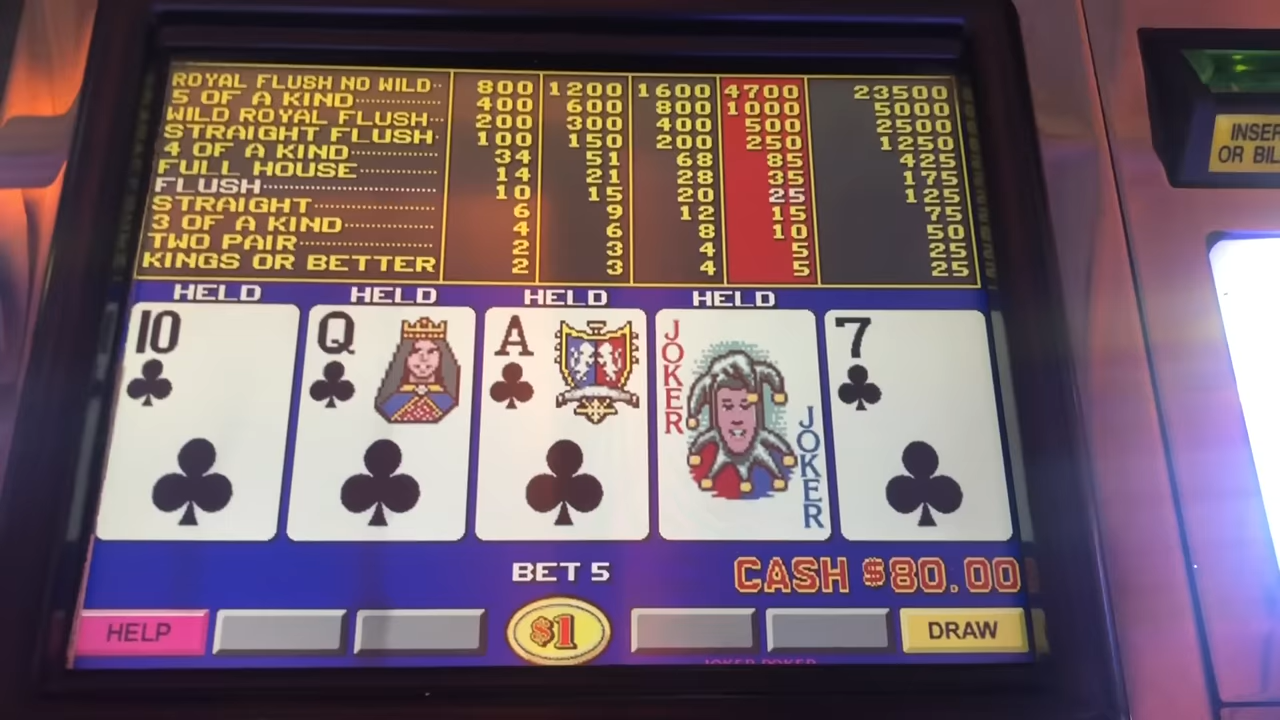 ROYAL FLUSH NO WILD·· 800 1200 1600 4700 23500
5 OF A KIND 400 600 800 1000 5000
WILD ROYAL FLUSH 200 300 400 500 2500
STRAIGHT FLUSH 100 150 200 250 1250
4 OF A KIND 34 51 68 85 425
FULL HOUSE 14 21 28 35 175
FLUSH 10 15 20 25 125
STRAIGHT 6 9 12 15 75
3 OF A KIND 4 6 8 10 50
TWO PAIR 2 3 4 5 25
KINGS OR BETTER 2 3 4 5 25
HELD HELD HELD HELD
10 Q A JOKER 7
JOKER
BET 5 CASH $80.00
HELP $1 DRAW
JOKER POKER
INSER
OR BIL